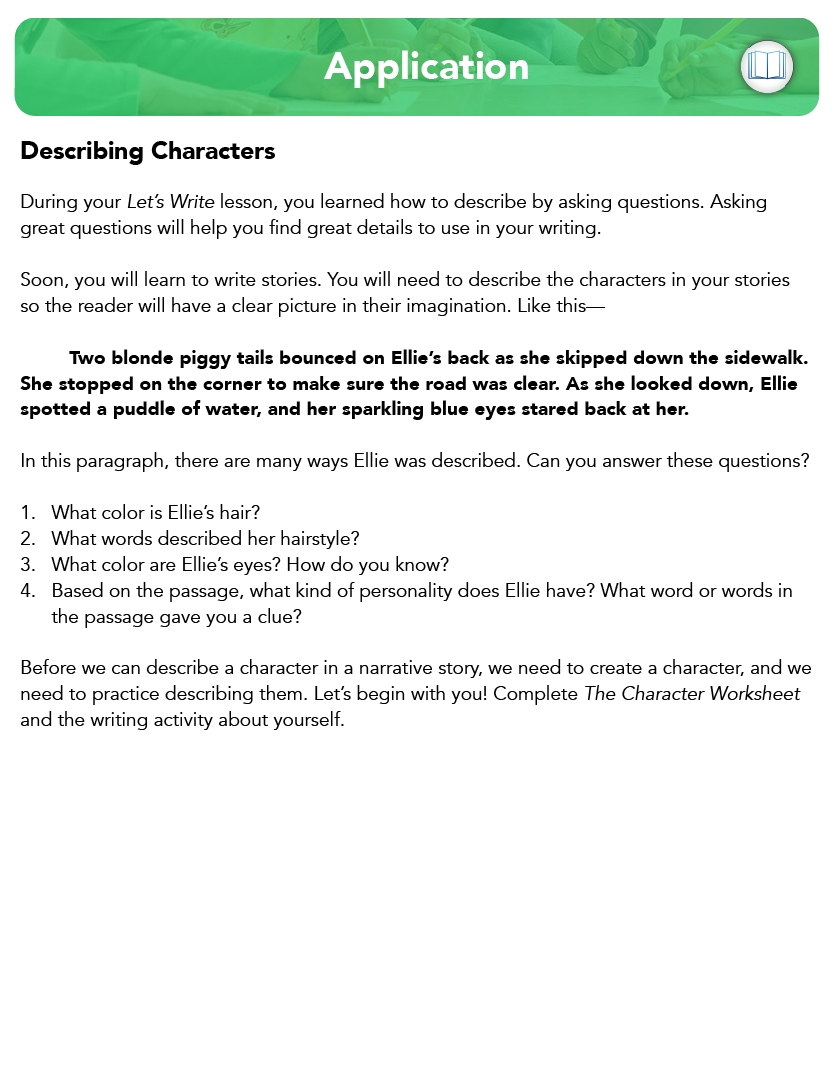 Application
Describing Characters
During your Let’s Write lesson, you learned how to describe by asking questions. Asking
great questions will help you find great details to use in your writing.
Soon, you will learn to write stories. You will need to describe the characters in your stories
so the reader will have a clear picture in their imagination. Like this—
Two blonde piggy tails bounced on Ellie’s back as she skipped down the sidewalk.
She stopped on the corner to make sure the road was clear. As she looked down, Ellie
spotted a puddle of water, and her sparkling blue eyes stared back at her.
In this paragraph, there are many ways Ellie was described. Can you answer these questions?
1. What color is Ellie’s hair?
2. What words described her hairstyle?
3. What color are Ellie’s eyes? How do you know?
4. Based on the passage, what kind of personality does Ellie have? What word or words in
the passage gave you a clue?
Before we can describe a character in a narrative story, we need to create a character, and we
need to practice describing them. Let’s begin with you! Complete The Character Worksheet
and the writing activity about yourself.